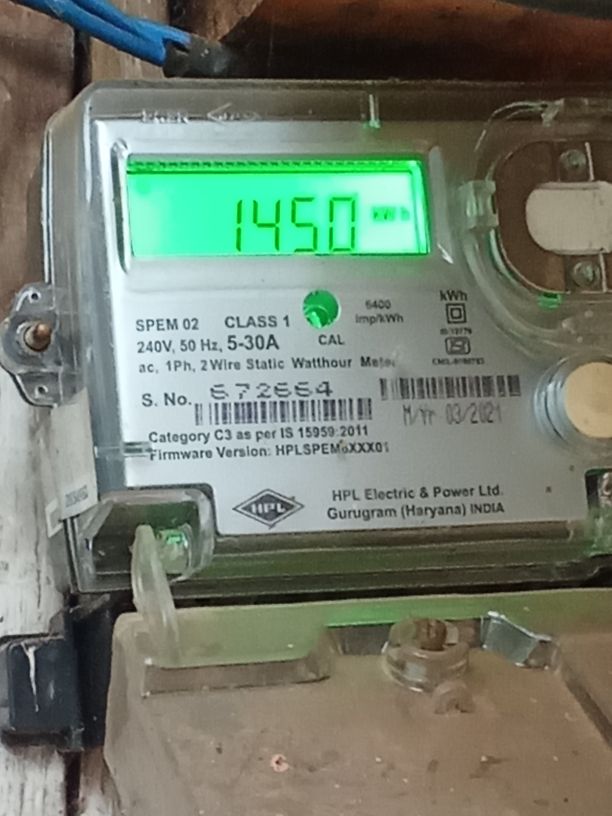 1450 kWh
SPEM 02 CLASS 1
6400 imp/kWh
kWh
240V, 50 Hz, 5-30A
CAL
ac, 1Ph, 2 Wire Static Watthour Meter
S. No. 672664
M/Yr 03/2021
Category C3 as per IS 15959:2011
Firmware Version:
HPL
HPL Electric & Power Ltd.
Gurugram (Haryana) INDIA